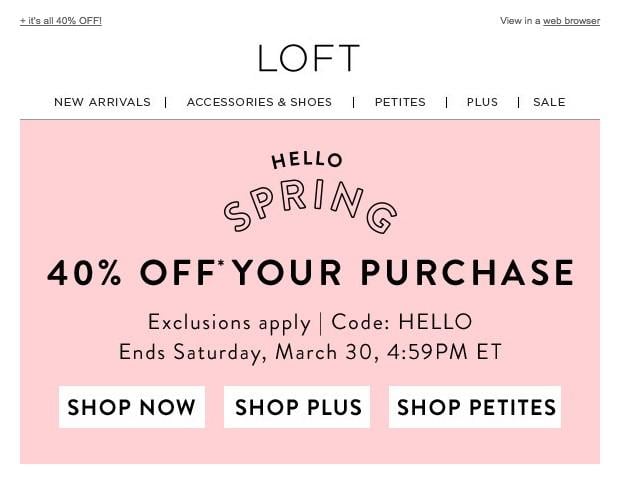 + it's all 40% OFF!
View in a web browser
LOFT
NEW ARRIVALS | ACCESSORIES & SHOES | PETITES | PLUS | SALE
HELLO
SPRING
40% OFF* YOUR PURCHASE
Exclusions apply | Code: HELLO
Ends Saturday, March 30, 4:59PM ET
SHOP NOW SHOP PLUS SHOP PETITES